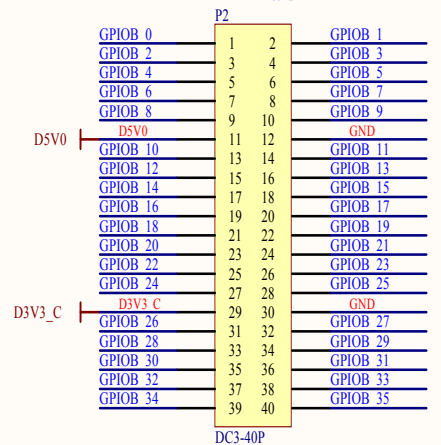 P2
GPIOB_0 1 2 GPIOB_1
GPIOB_2 3 4 GPIOB_3
GPIOB_4 5 6 GPIOB_5
GPIOB_6 7 8 GPIOB_7
GPIOB_8 9 10 GPIOB_9
D5V0 D5V0 11 12 GND
GPIOB_10 13 14 GPIOB_11
GPIOB_12 15 16 GPIOB_13
GPIOB_14 17 18 GPIOB_15
GPIOB_16 19 20 GPIOB_17
GPIOB_18 21 22 GPIOB_19
GPIOB_20 23 24 GPIOB_21
GPIOB_22 25 26 GPIOB_23
GPIOB_24 27 28 GPIOB_25
D3V3_C D3V3_C 29 30 GND
GPIOB_26 31 32 GPIOB_27
GPIOB_28 33 34 GPIOB_29
GPIOB_30 35 36 GPIOB_31
GPIOB_32 37 38 GPIOB_33
GPIOB_34 39 40 GPIOB_35
DC3-40P